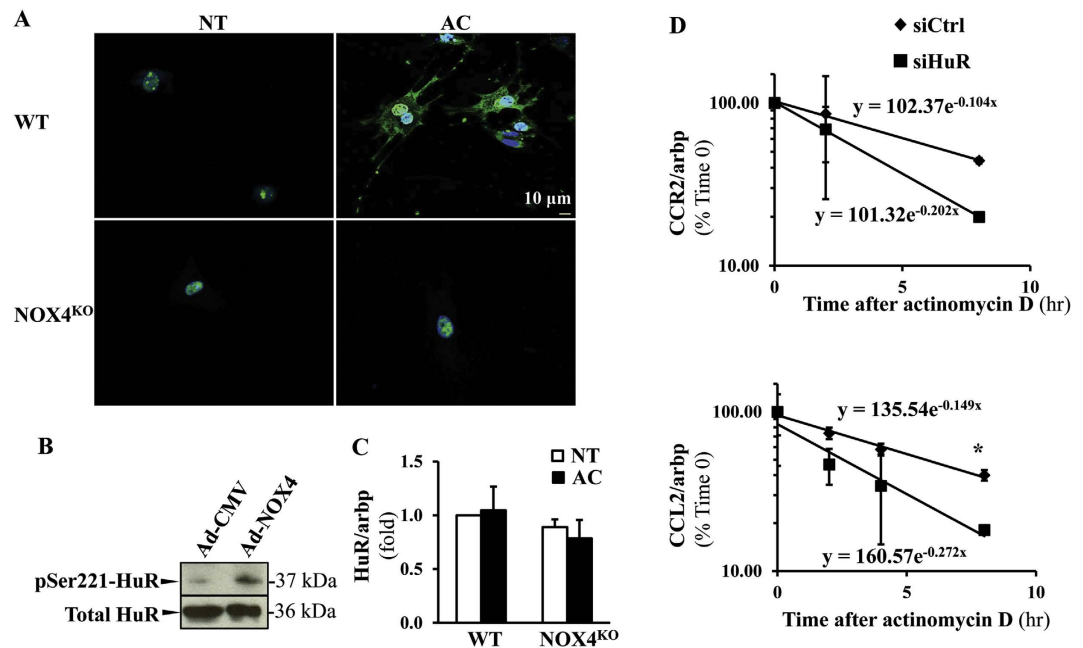 A
NT
AC
WT
10 µm
NOX4KO
B
Ad-CMV
Ad-NOX4
pSer221-HuR
-37 kDa
Total HuR
-36 kDa
C
NT
AC
HuR/arbp
(fold)
1.5
1.0
0.5
0.0
WT
NOX4KO
D
siCtrl
siHuR
CCR2/arbp
(% Time 0)
100.00
10.00
y = 102.37e-0.104x
y = 101.32e-0.202x
0
5
10
Time after actinomycin D (hr)
CCL2/arbp
(% Time 0)
100.00
10.00
y = 135.54e-0.149x
*
y = 160.57e-0.272x
0
5
10
Time after actinomycin D (hr)